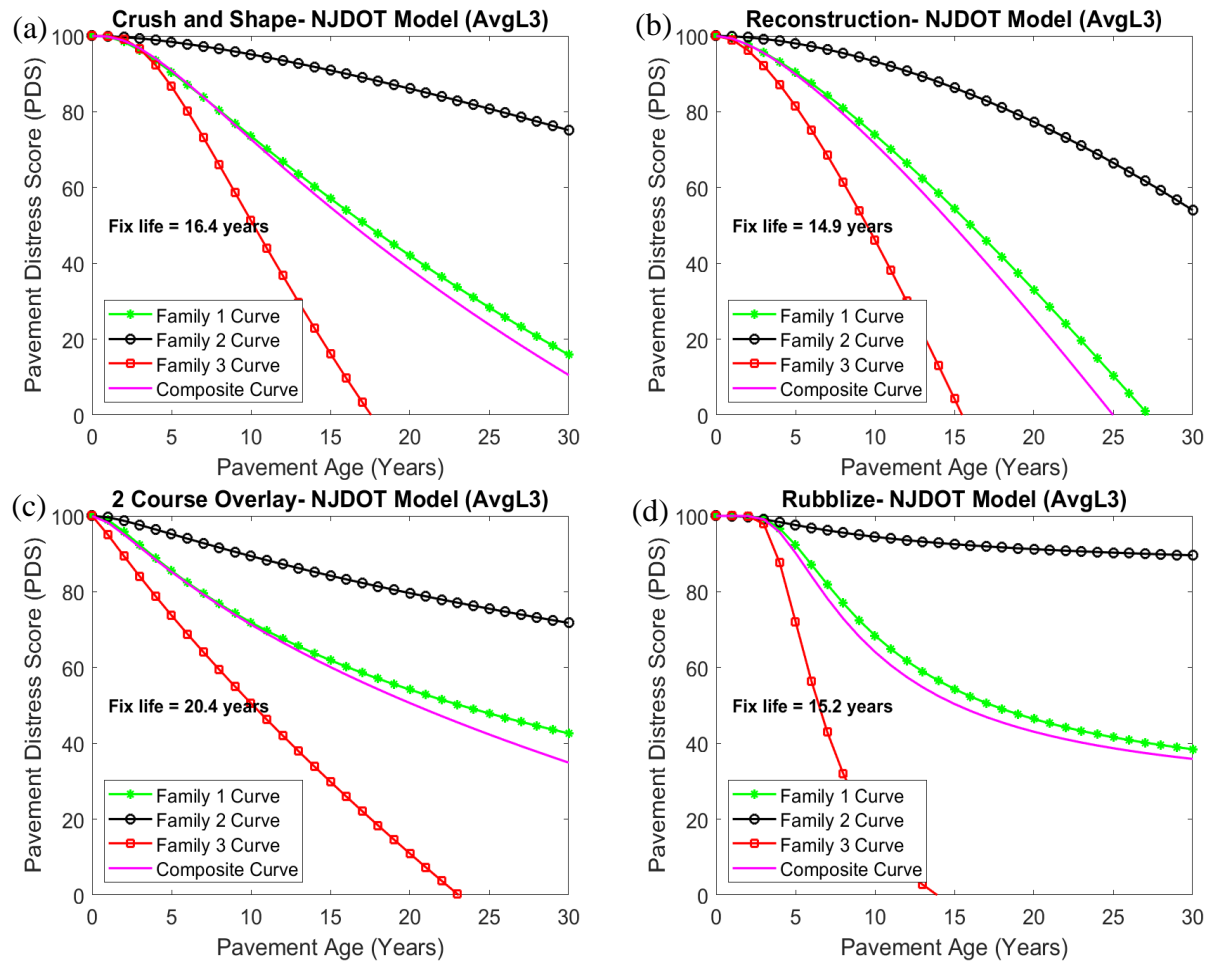 (a)
Crush and Shape- NJDOT Model (AvgL3)
Pavement Distress Score (PDS)
100
80
60
40
20
0
Fix life = 16.4 years
Family 1 Curve
Family 2 Curve
Family 3 Curve
Composite Curve
0 5 10 15 20 25 30
Pavement Age (Years)
(b)
Reconstruction- NJDOT Model (AvgL3)
Pavement Distress Score (PDS)
100
80
60
40
20
0
Fix life = 14.9 years
Family 1 Curve
Family 2 Curve
Family 3 Curve
Composite Curve
0 5 10 15 20 25 30
Pavement Age (Years)
(c)
2 Course Overlay- NJDOT Model (AvgL3)
Pavement Distress Score (PDS)
100
80
60
40
20
0
Fix life = 20.4 years
Family 1 Curve
Family 2 Curve
Family 3 Curve
Composite Curve
0 5 10 15 20 25 30
Pavement Age (Years)
(d)
Rubblize- NJDOT Model (AvgL3)
Pavement Distress Score (PDS)
100
80
60
40
20
0
Fix life = 15.2 years
Family 1 Curve
Family 2 Curve
Family 3 Curve
Composite Curve
0 5 10 15 20 25 30
Pavement Age (Years)